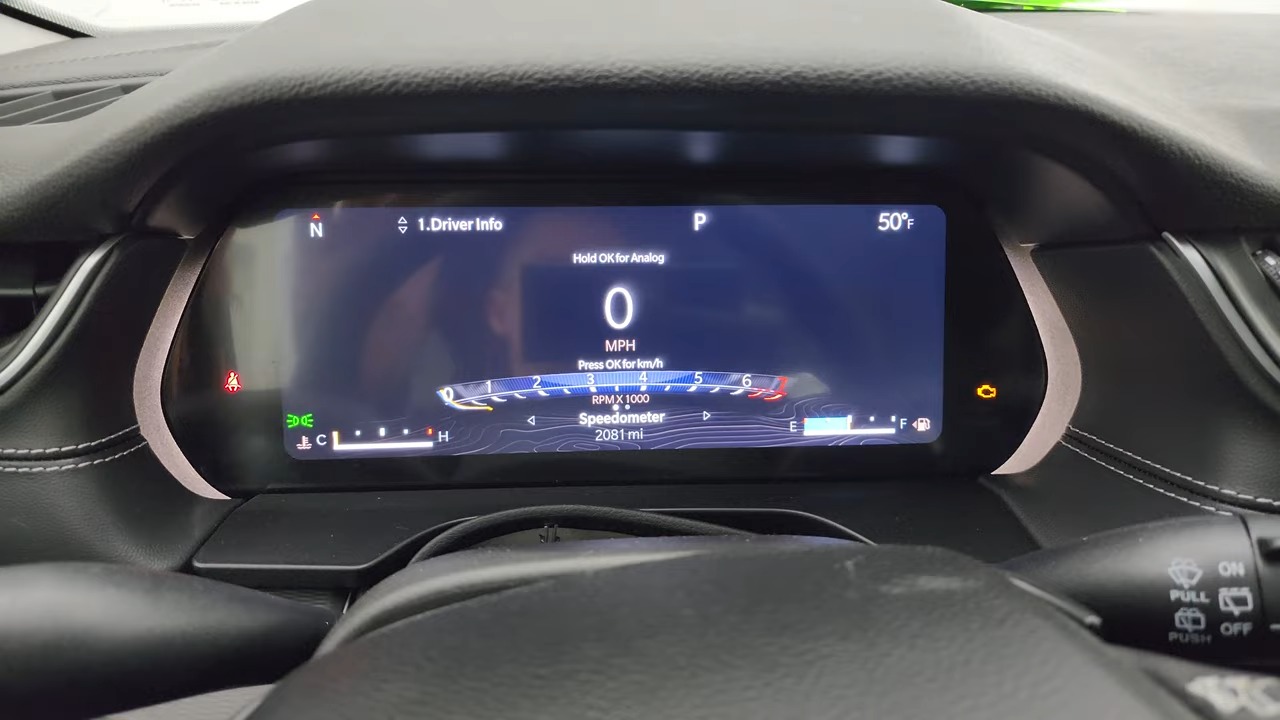 N
1.Driver Info
P
50°F
Hold OK for Analog
0
MPH
Press OK for km/h
0 1 2 3 4 5 6 7
RPM X 1000
Speedometer
2081 mi
C H
E F
ON
PULL
OFF
PUSH